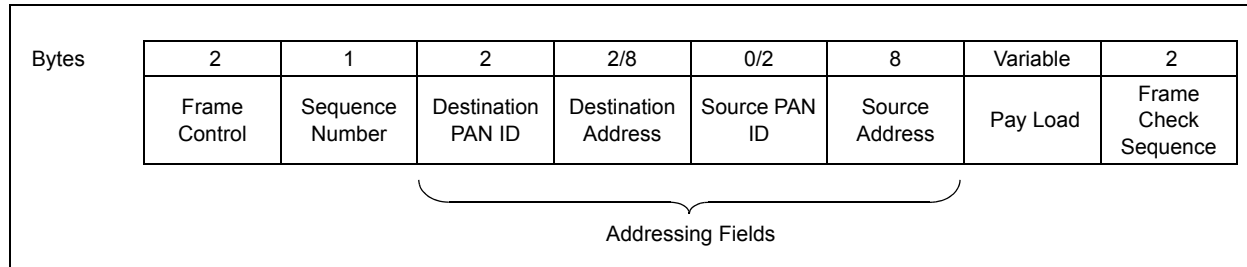 Bytes 2 1 2 2/8 0/2 8 Variable 2
Frame Control
Sequence Number
Destination PAN ID
Destination Address
Source PAN ID
Source Address
Pay Load
Frame Check Sequence
Addressing Fields